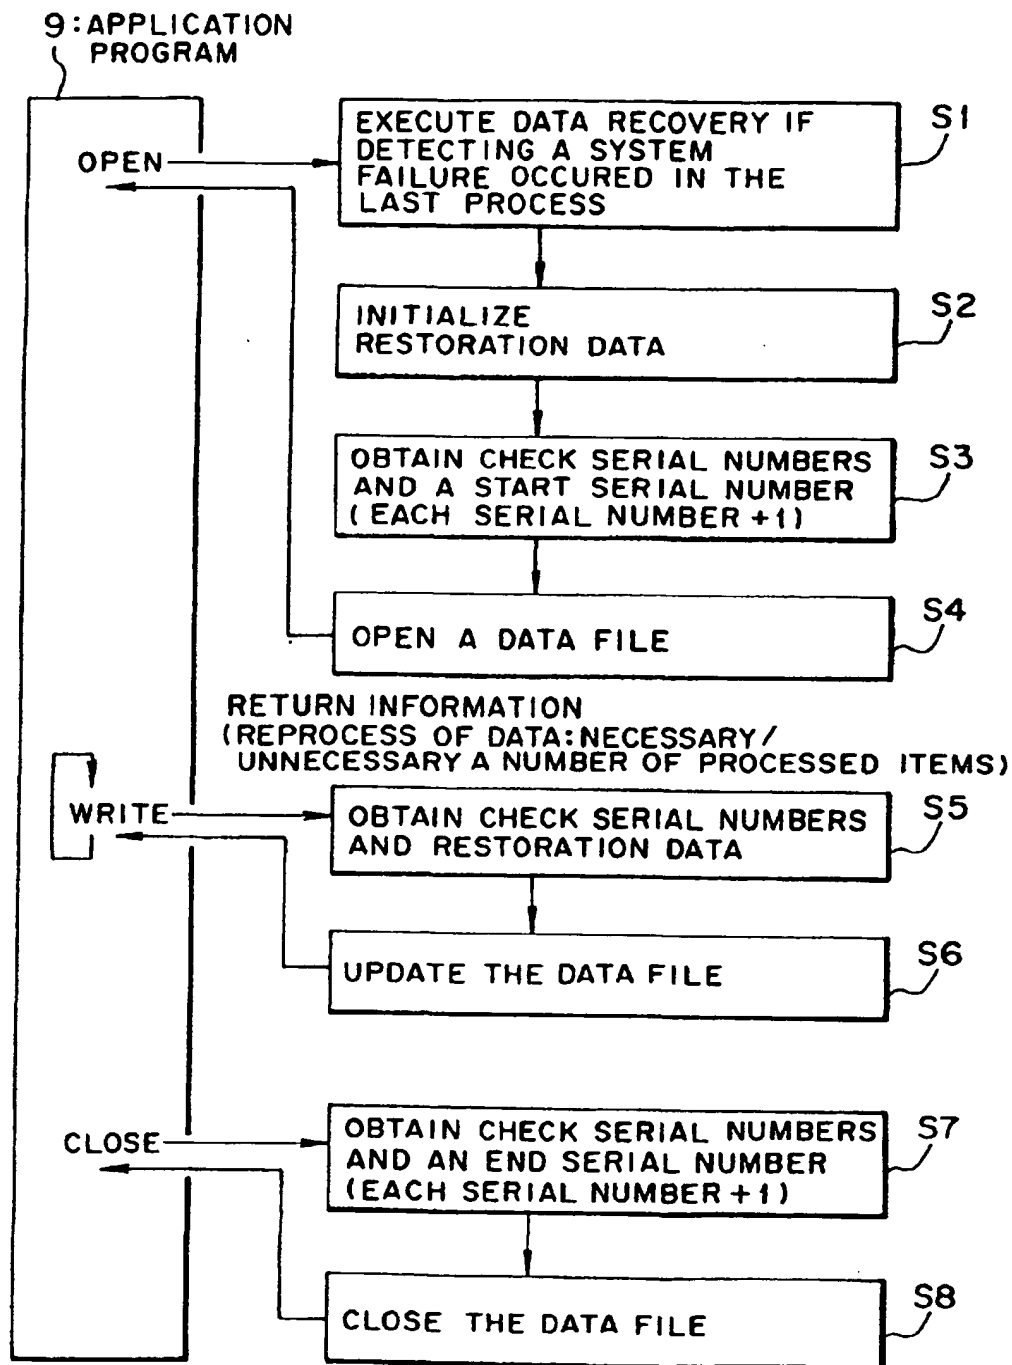 9:APPLICATION
PROGRAM
OPEN
EXECUTE DATA RECOVERY IF
DETECTING A SYSTEM
FAILURE OCCURED IN THE
LAST PROCESS
S1
INITIALIZE
RESTORATION DATA
S2
OBTAIN CHECK SERIAL NUMBERS
AND A START SERIAL NUMBER
(EACH SERIAL NUMBER +1)
S3
OPEN A DATA FILE
S4
RETURN INFORMATION
(REPROCESS OF DATA:NECESSARY/
UNNECESSARY A NUMBER OF PROCESSED ITEMS)
WRITE
OBTAIN CHECK SERIAL NUMBERS
AND RESTORATION DATA
S5
UPDATE THE DATA FILE
S6
CLOSE
OBTAIN CHECK SERIAL NUMBERS
AND AN END SERIAL NUMBER
(EACH SERIAL NUMBER +1)
S7
CLOSE THE DATA FILE
S8